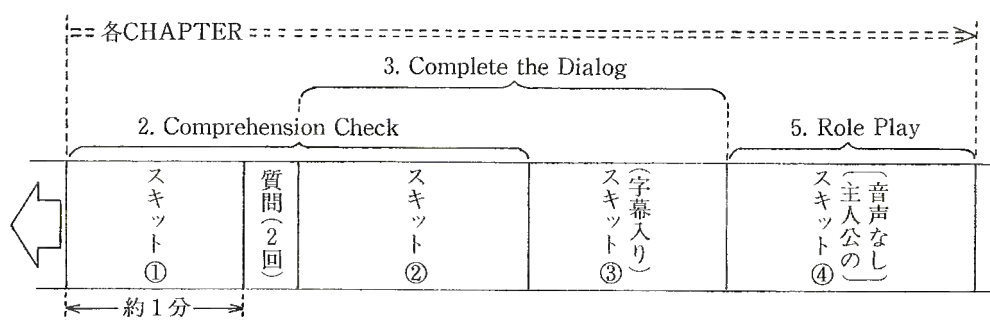 各CHAPTER
3. Complete the Dialog
2. Comprehension Check
5. Role Play
スキット①
質問(2回)
スキット②
スキット③
(字幕入り)
スキット④
(主人公の
音声なし)
約1分